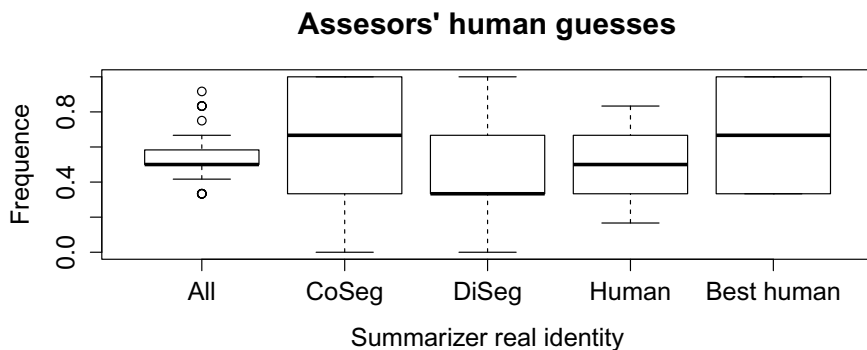 Assesors' human guesses
Frequence
0.8
0.4
0.0
All CoSeg DiSeg Human Best human
Summarizer real identity